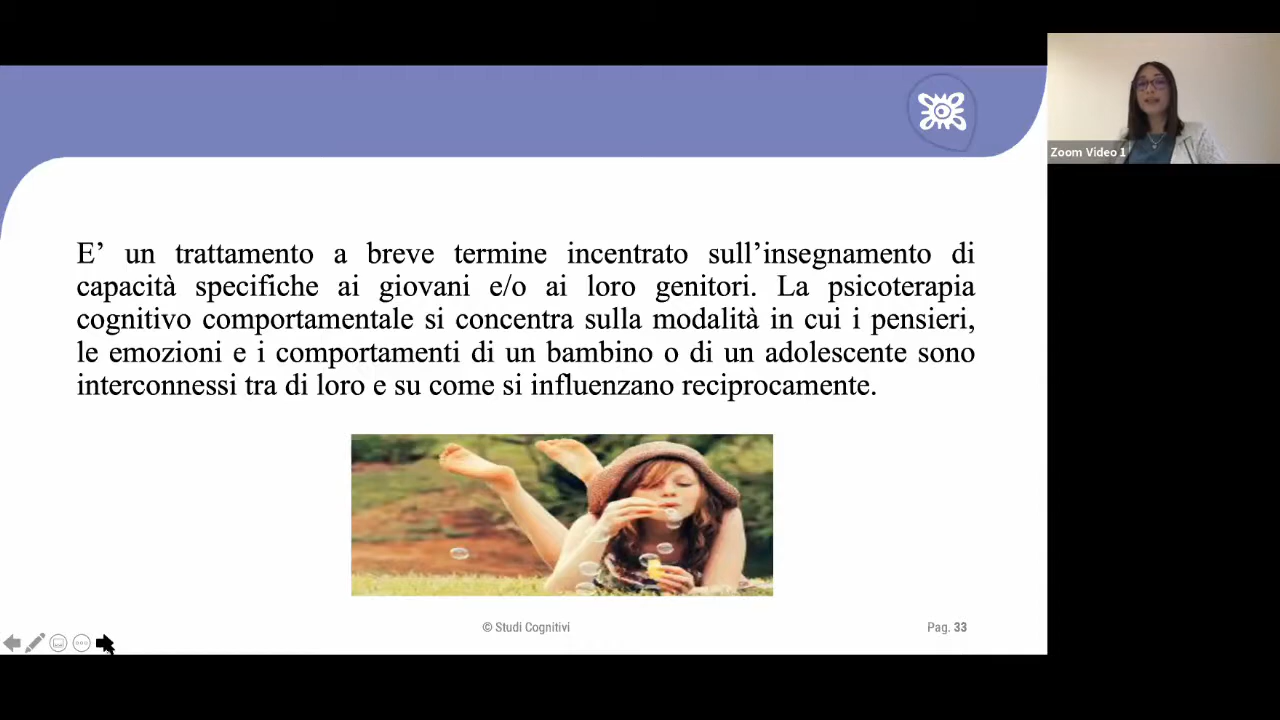 Zoom Video 1
E’ un trattamento a breve termine incentrato sull’insegnamento di
capacità specifiche ai giovani e/o ai loro genitori. La psicoterapia
cognitivo comportamentale si concentra sulla modalità in cui i pensieri,
le emozioni e i comportamenti di un bambino o di un adolescente sono
interconnessi tra di loro e su come si influenzano reciprocamente.
© Studi Cognitivi
Pag. 33